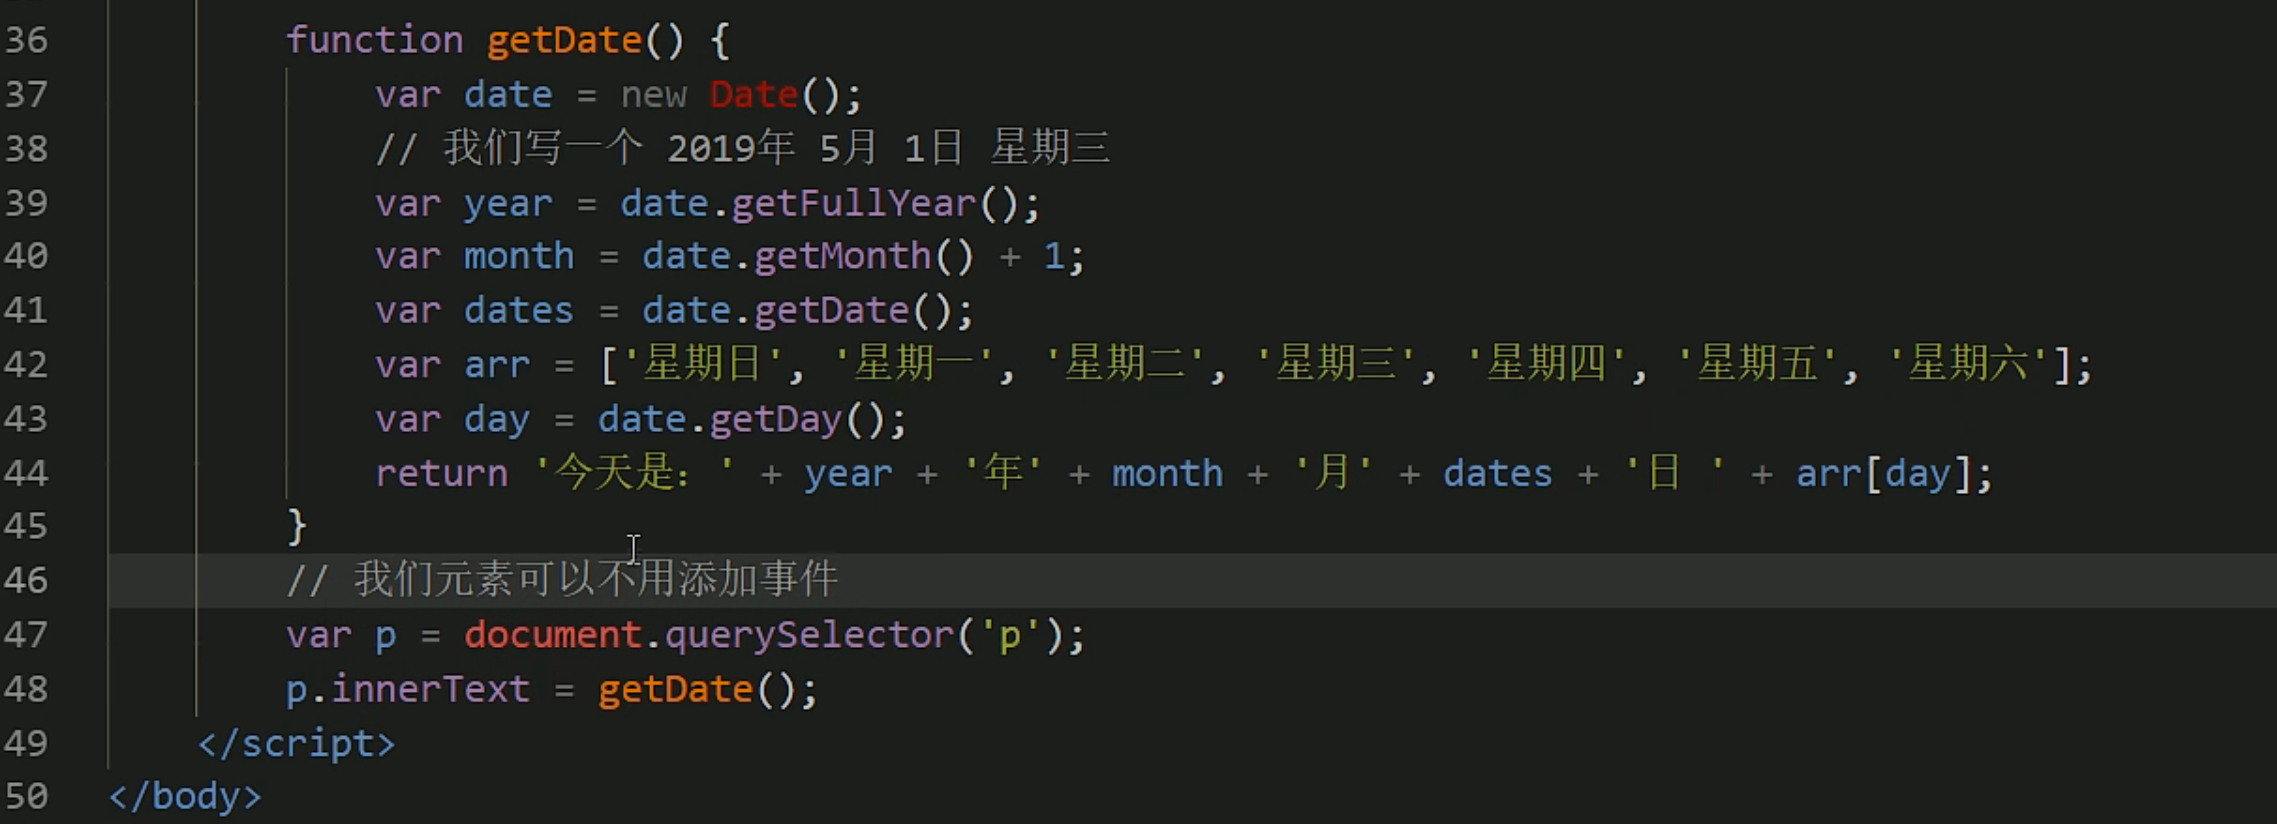 36 function getDate() {
37 var date = new Date();
38 // 我们写一个 2019年 5月 1日 星期三
39 var year = date.getFullYear();
40 var month = date.getMonth() + 1;
41 var dates = date.getDate();
42 var arr = ['星期日', '星期一', '星期二', '星期三', '星期四', '星期五', '星期六'];
43 var day = date.getDay();
44 return '今天是：' + year + '年' + month + '月' + dates + '日 ' + arr[day];
45 }
46 // 我们元素可以不用添加事件
47 var p = document.querySelector('p');
48 p.innerText = getDate();
49 </script>
50 </body>